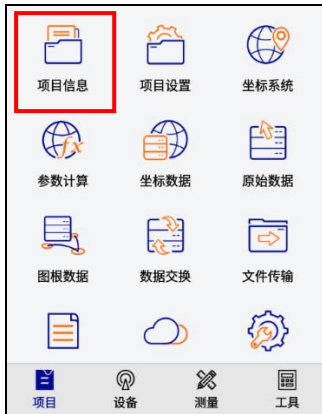 项目信息 项目设置 坐标系统
fx
参数计算 坐标数据 原始数据
图根数据 数据交换 文件传输
项目 设备 测量 工具